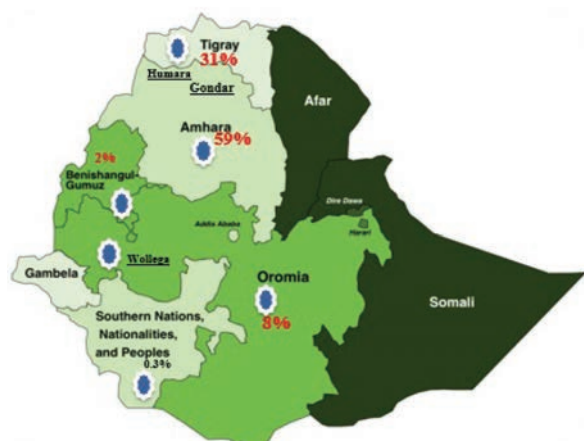 Tigray
31%
Humara
Gondar
Afar
Amhara
59%
2%
Benishangul-
Gumuz
Dire Dawa
Harari
Addis Ababa
Wollega
Gambela
Oromia
8%
Somali
Southern Nations,
Nationalities,
and Peoples
0.3%